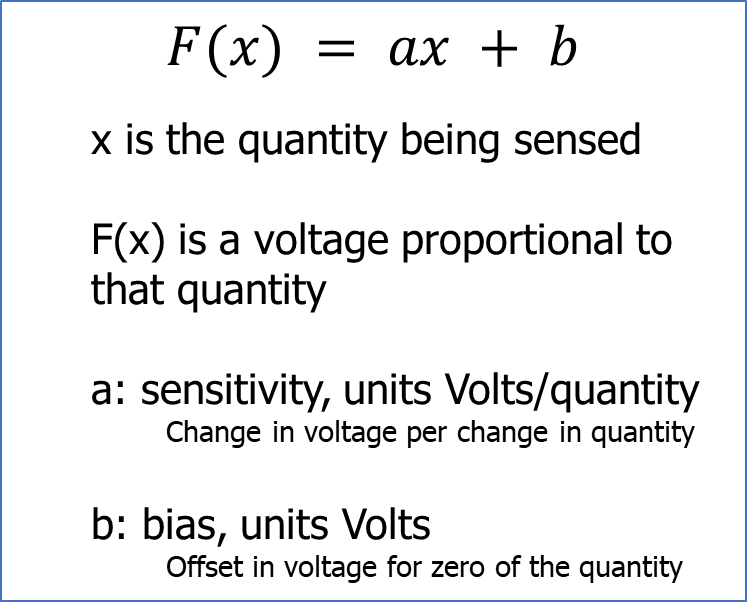 F(x) = ax + b
x is the quantity being sensed
F(x) is a voltage proportional to
that quantity
a: sensitivity, units Volts/quantity
Change in voltage per change in quantity
b: bias, units Volts
Offset in voltage for zero of the quantity